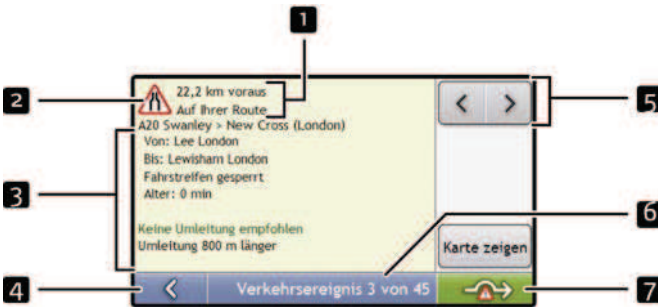 1
2
22,2 km voraus
Auf Ihrer Route
5
A20 Swanley > New Cross (London)
Von: Lee London
Bis: Lewisham London
Fahrstreifen gesperrt
Alter: 0 min
3
6
Keine Umleitung empfohlen
Umleitung 800 m länger
Karte zeigen
4
Verkehrsereignis 3 von 45
7